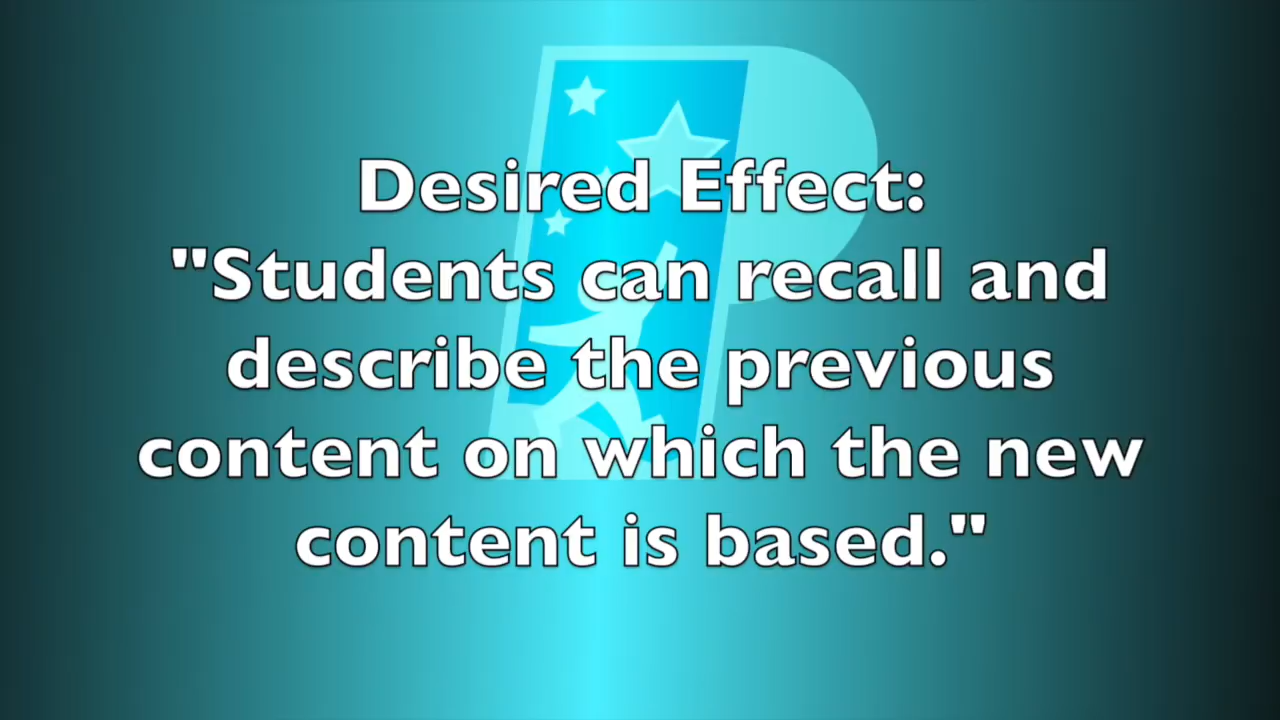 Desired Effect:
"Students can recall and
describe the previous
content on which the new
content is based."